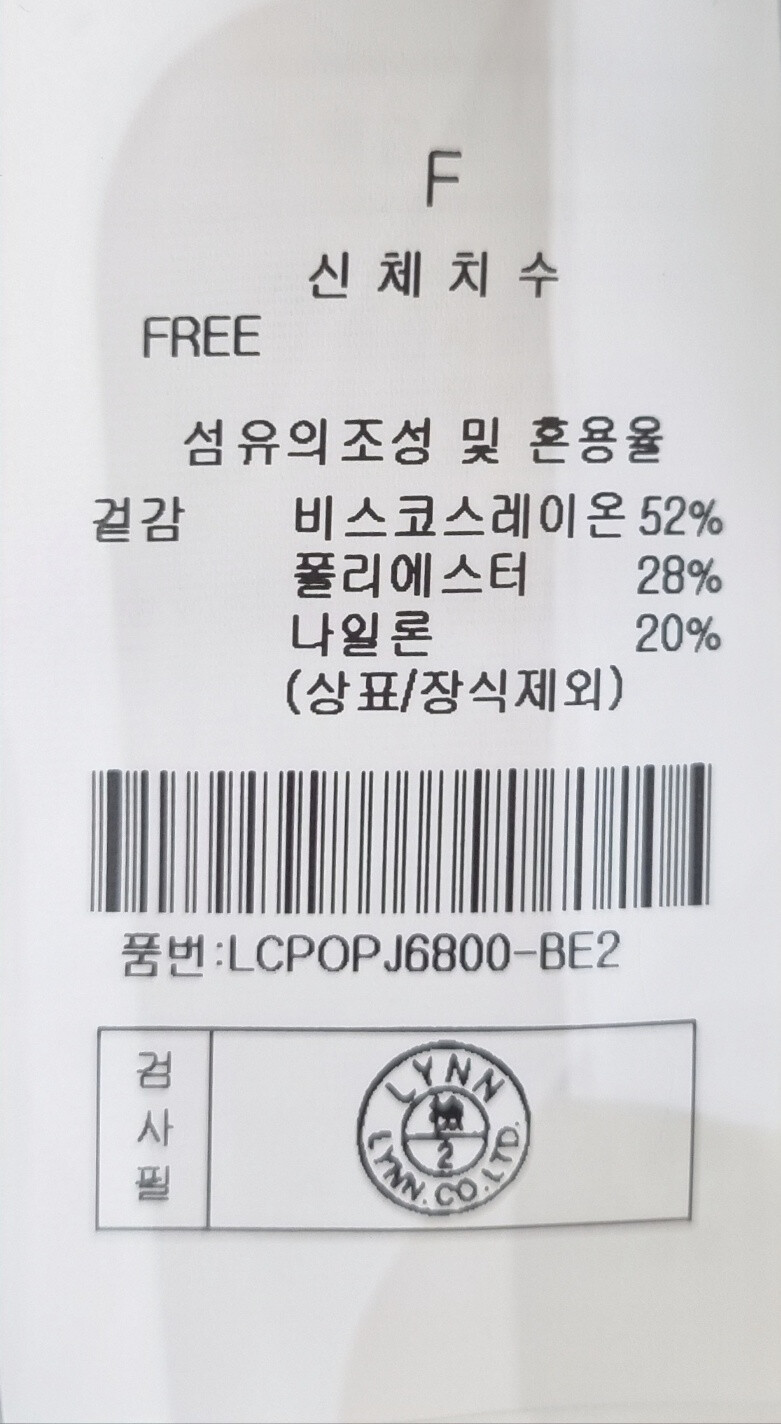 F
신체치수
FREE
섬유의조성 및 혼용율
겉감 비스코스레이온 52%
폴리에스터 28%
나일론 20%
(상표/장식제외)
품번:LCPOPJ6800-BE2
검사필
LYNN
2
LYNN.CO.LTD.